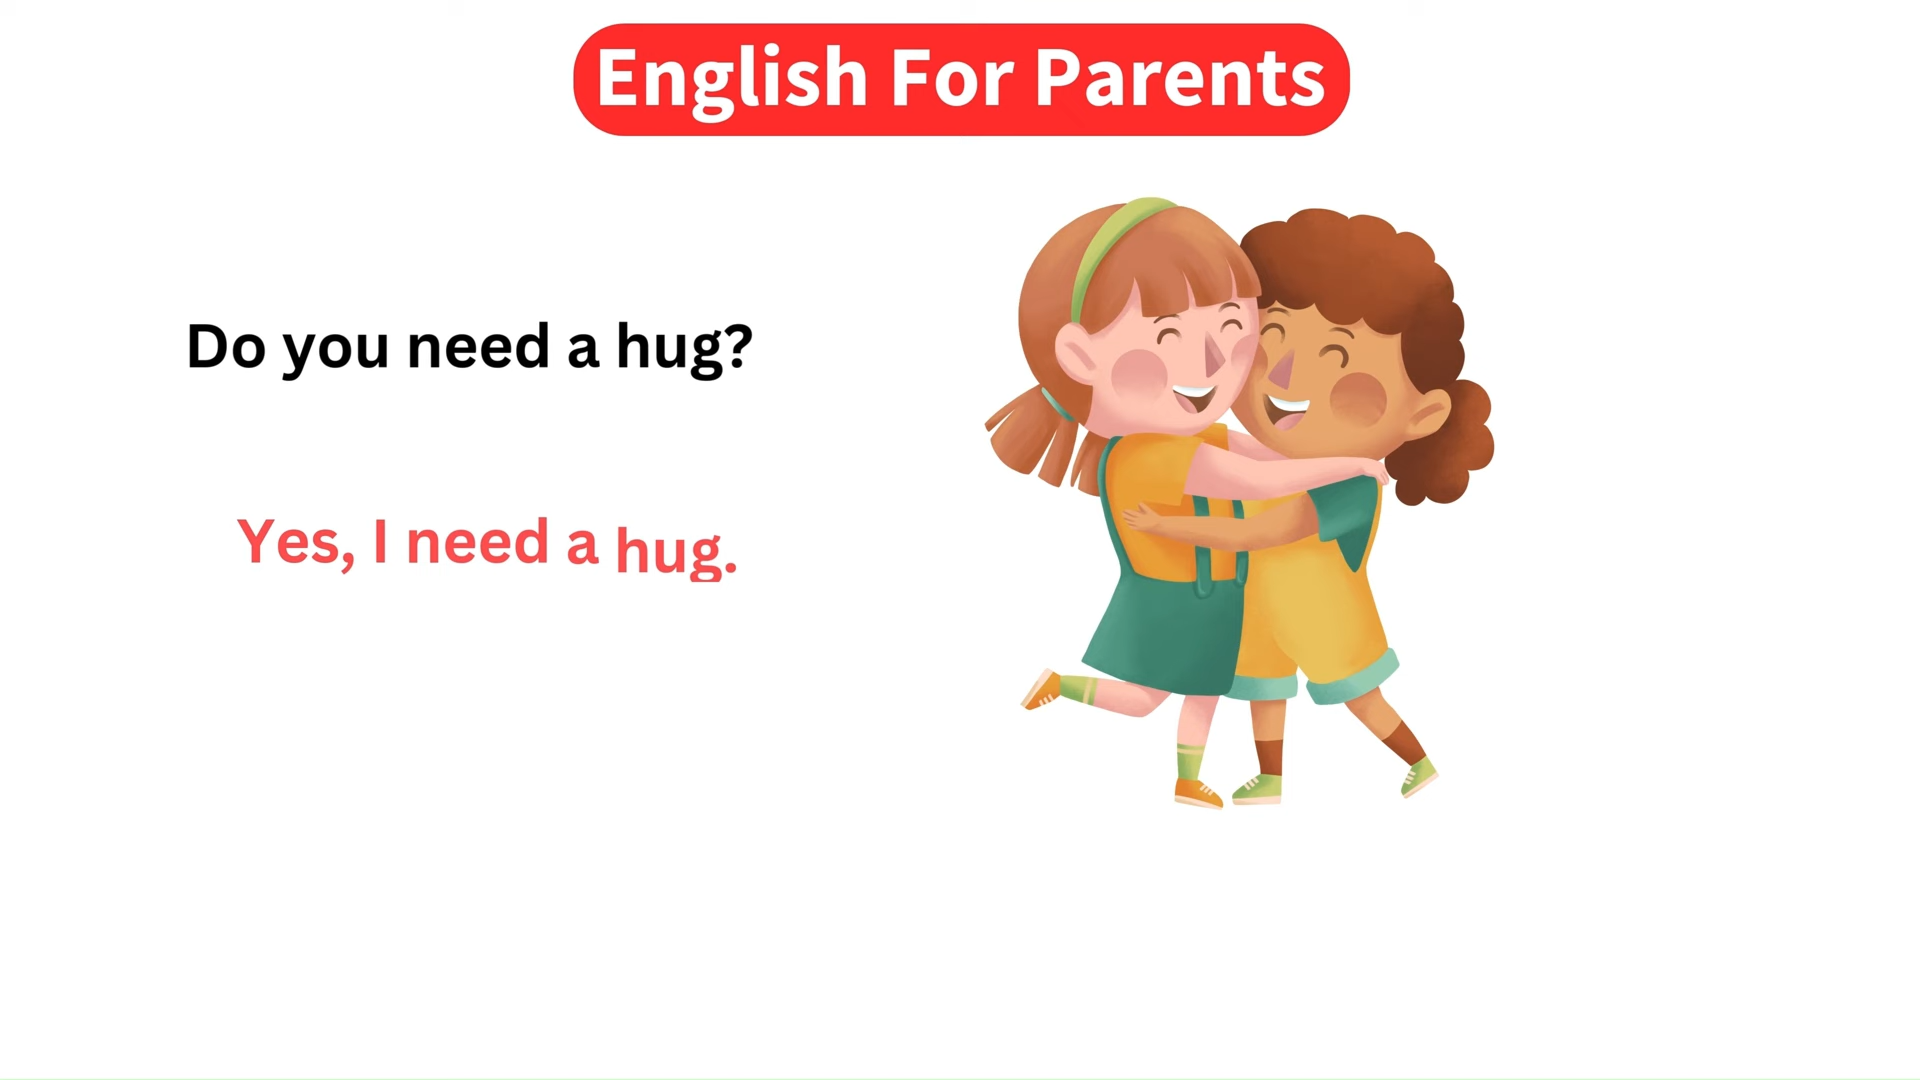 English For Parents
Do you need a hug?
Yes, I need a hug.